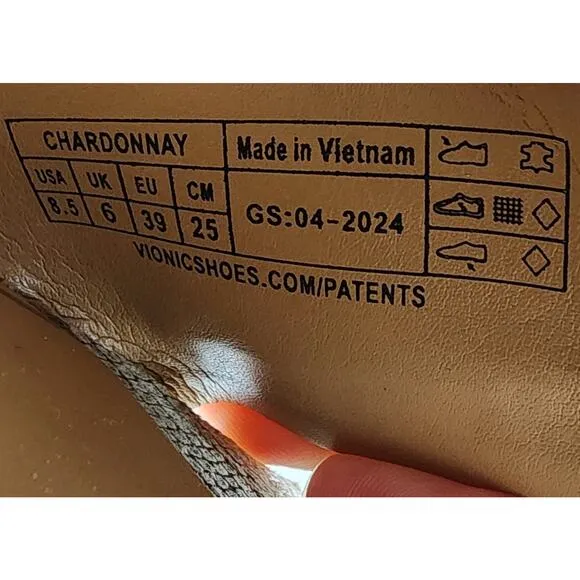 CHARDONNAY
Made in Vietnam
USA UK EU CM
8.5 6 39 25
GS:04-2024
VIONICSHOES.COM/PATENTS